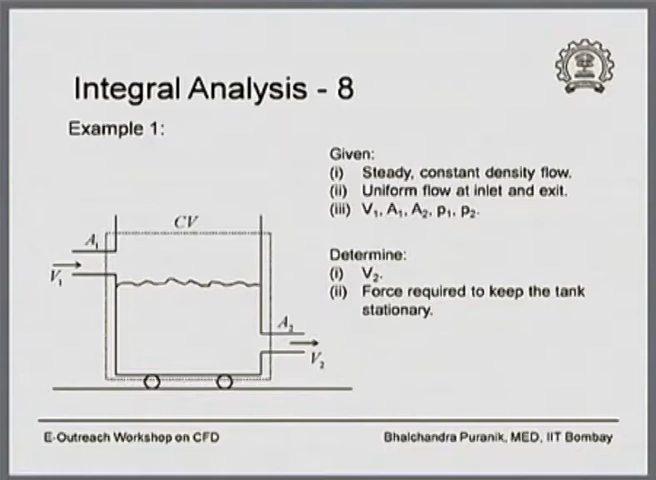 Integral Analysis - 8
Example 1:
Given:
(i) Steady, constant density flow.
(ii) Uniform flow at inlet and exit.
(iii) V₁, A₁, A₂, p₁, p₂.
Determine:
(i) V₂.
(ii) Force required to keep the tank
stationary.
CV
A₁
V₁
A₂
V₂
E-Outreach Workshop on CFD
Bhalchandra Puranik, MED, IIT Bombay